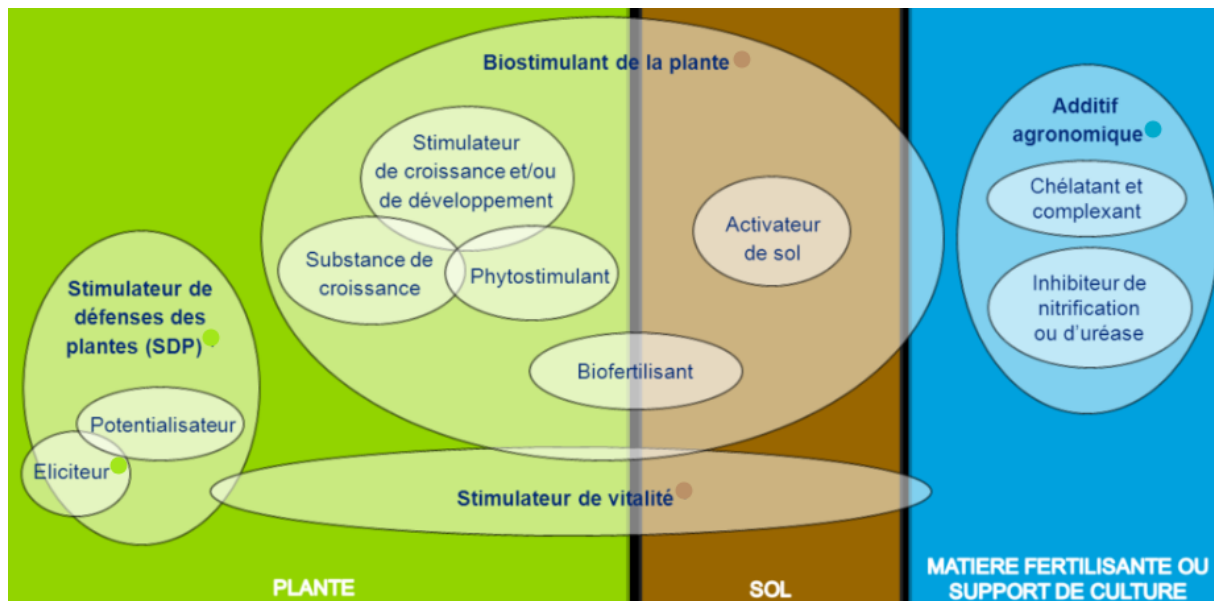 Biostimulant de la plante
Stimulateur
de croissance et/ou
de développement
Substance de
croissance
Phytostimulant
Biofertilisant
Activateur
de sol
Additif
agronomique
Chélatant et
complexant
Inhibiteur de
nitrification
ou d'uréase
Stimulateur de
défenses des
plantes (SDP)
Potentialisateur
Eliciteur
Stimulateur de vitalité
PLANTE
SOL
MATIERE FERTILISANTE OU
SUPPORT DE CULTURE